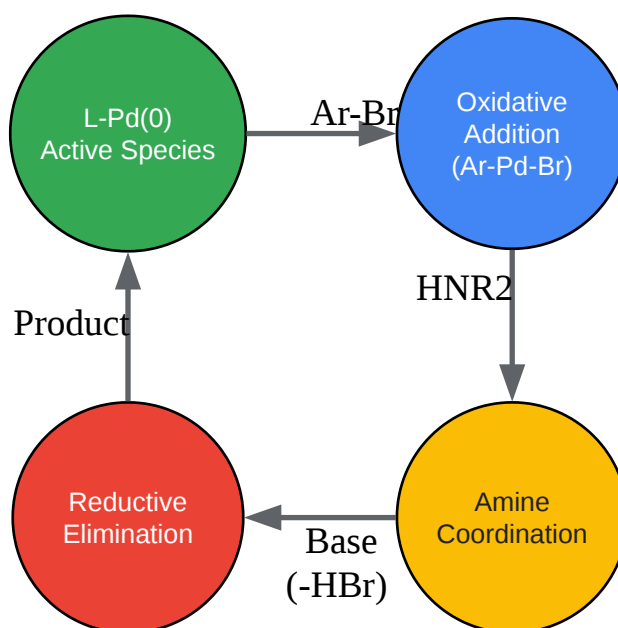 L-Pd(0)
Active Species
Ar-Br
Oxidative
Addition
(Ar-Pd-Br)
HNR2
Product
Reductive
Elimination
Base
(-HBr)
Amine
Coordination